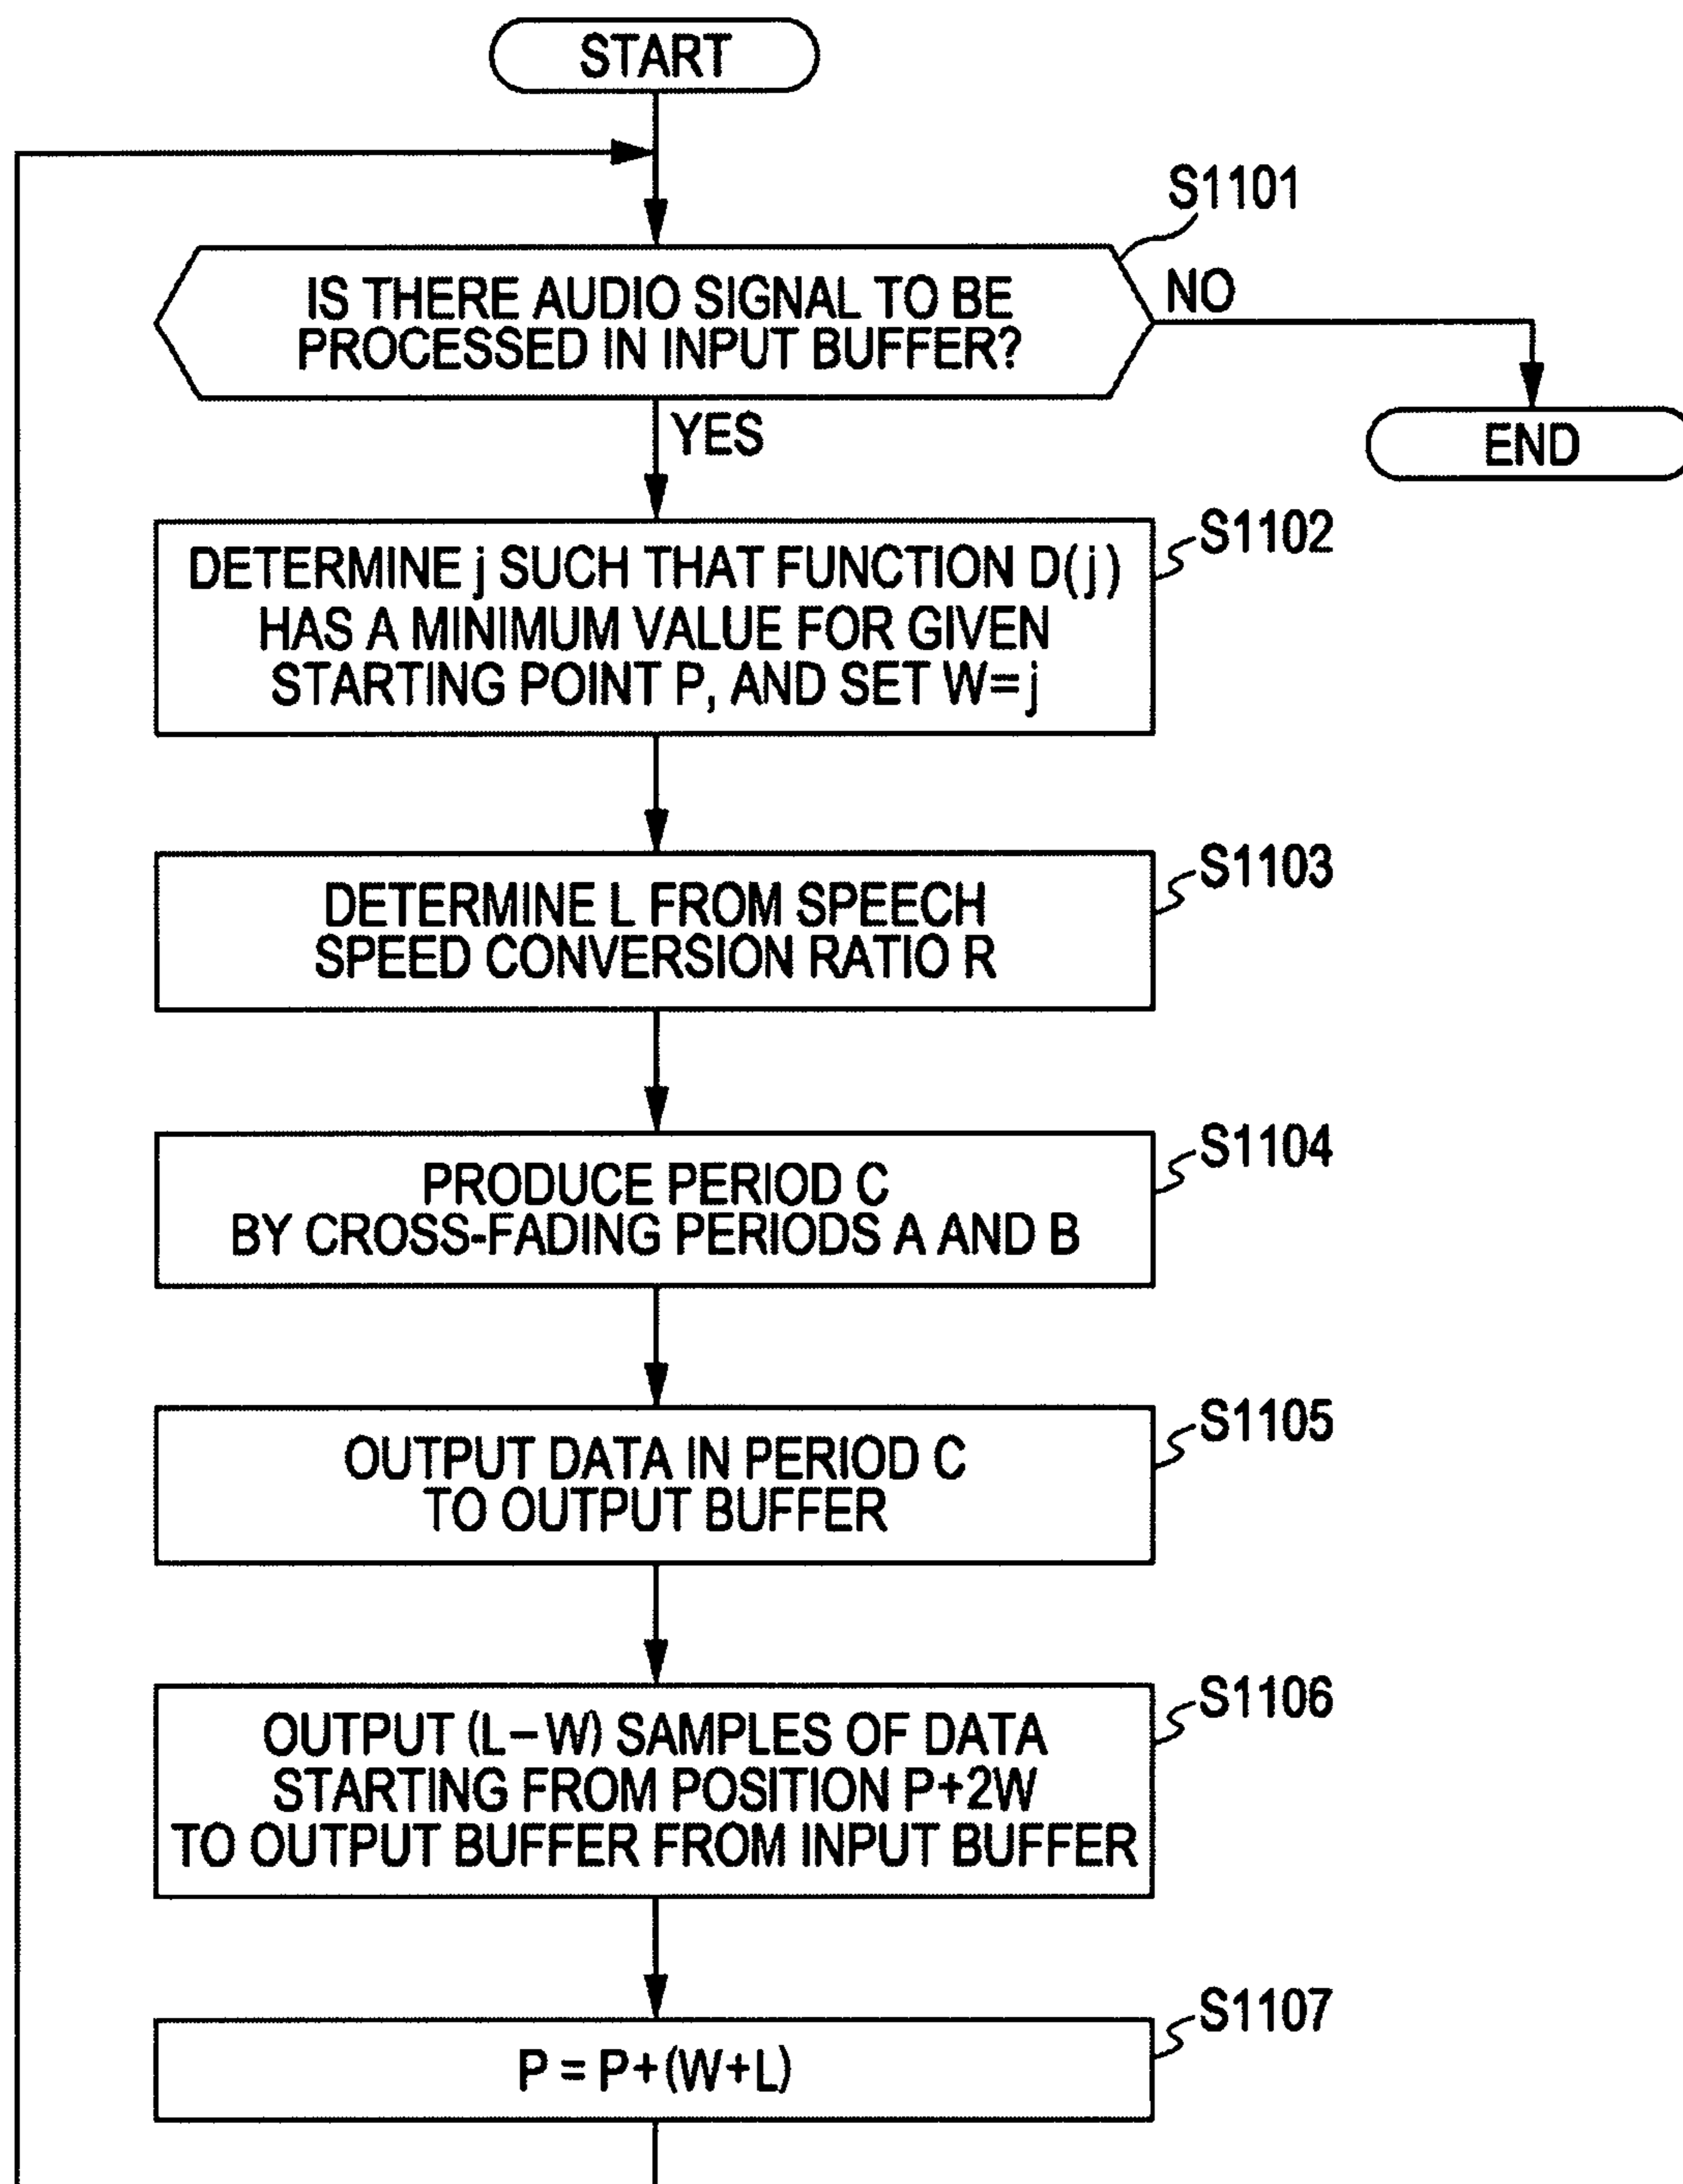 START
S1101
IS THERE AUDIO SIGNAL TO BE
PROCESSED IN INPUT BUFFER?
NO
YES
END
S1102
DETERMINE j SUCH THAT FUNCTION D(j)
HAS A MINIMUM VALUE FOR GIVEN
STARTING POINT P, AND SET W=j
S1103
DETERMINE L FROM SPEECH
SPEED CONVERSION RATIO R
S1104
PRODUCE PERIOD C
BY CROSS-FADING PERIODS A AND B
S1105
OUTPUT DATA IN PERIOD C
TO OUTPUT BUFFER
S1106
OUTPUT (L−W) SAMPLES OF DATA
STARTING FROM POSITION P+2W
TO OUTPUT BUFFER FROM INPUT BUFFER
S1107
P = P+(W+L)